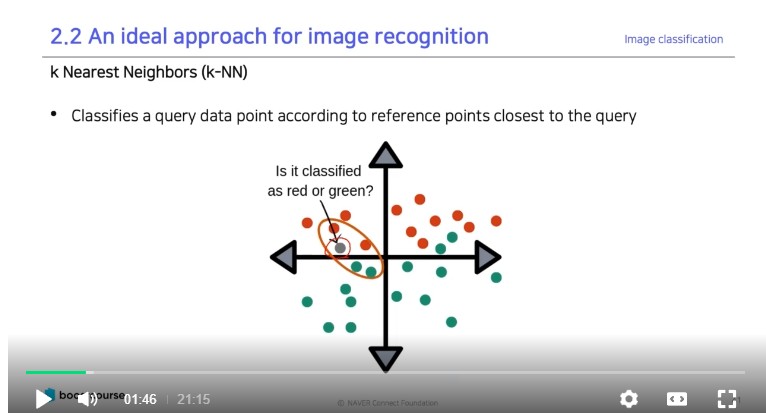 2.2 An ideal approach for image recognition
Image classification
k Nearest Neighbors (k-NN)
• Classifies a query data point according to reference points closest to the query
Is it classified
as red or green?
01:46 | 21:15
© NAVER Connect Foundation